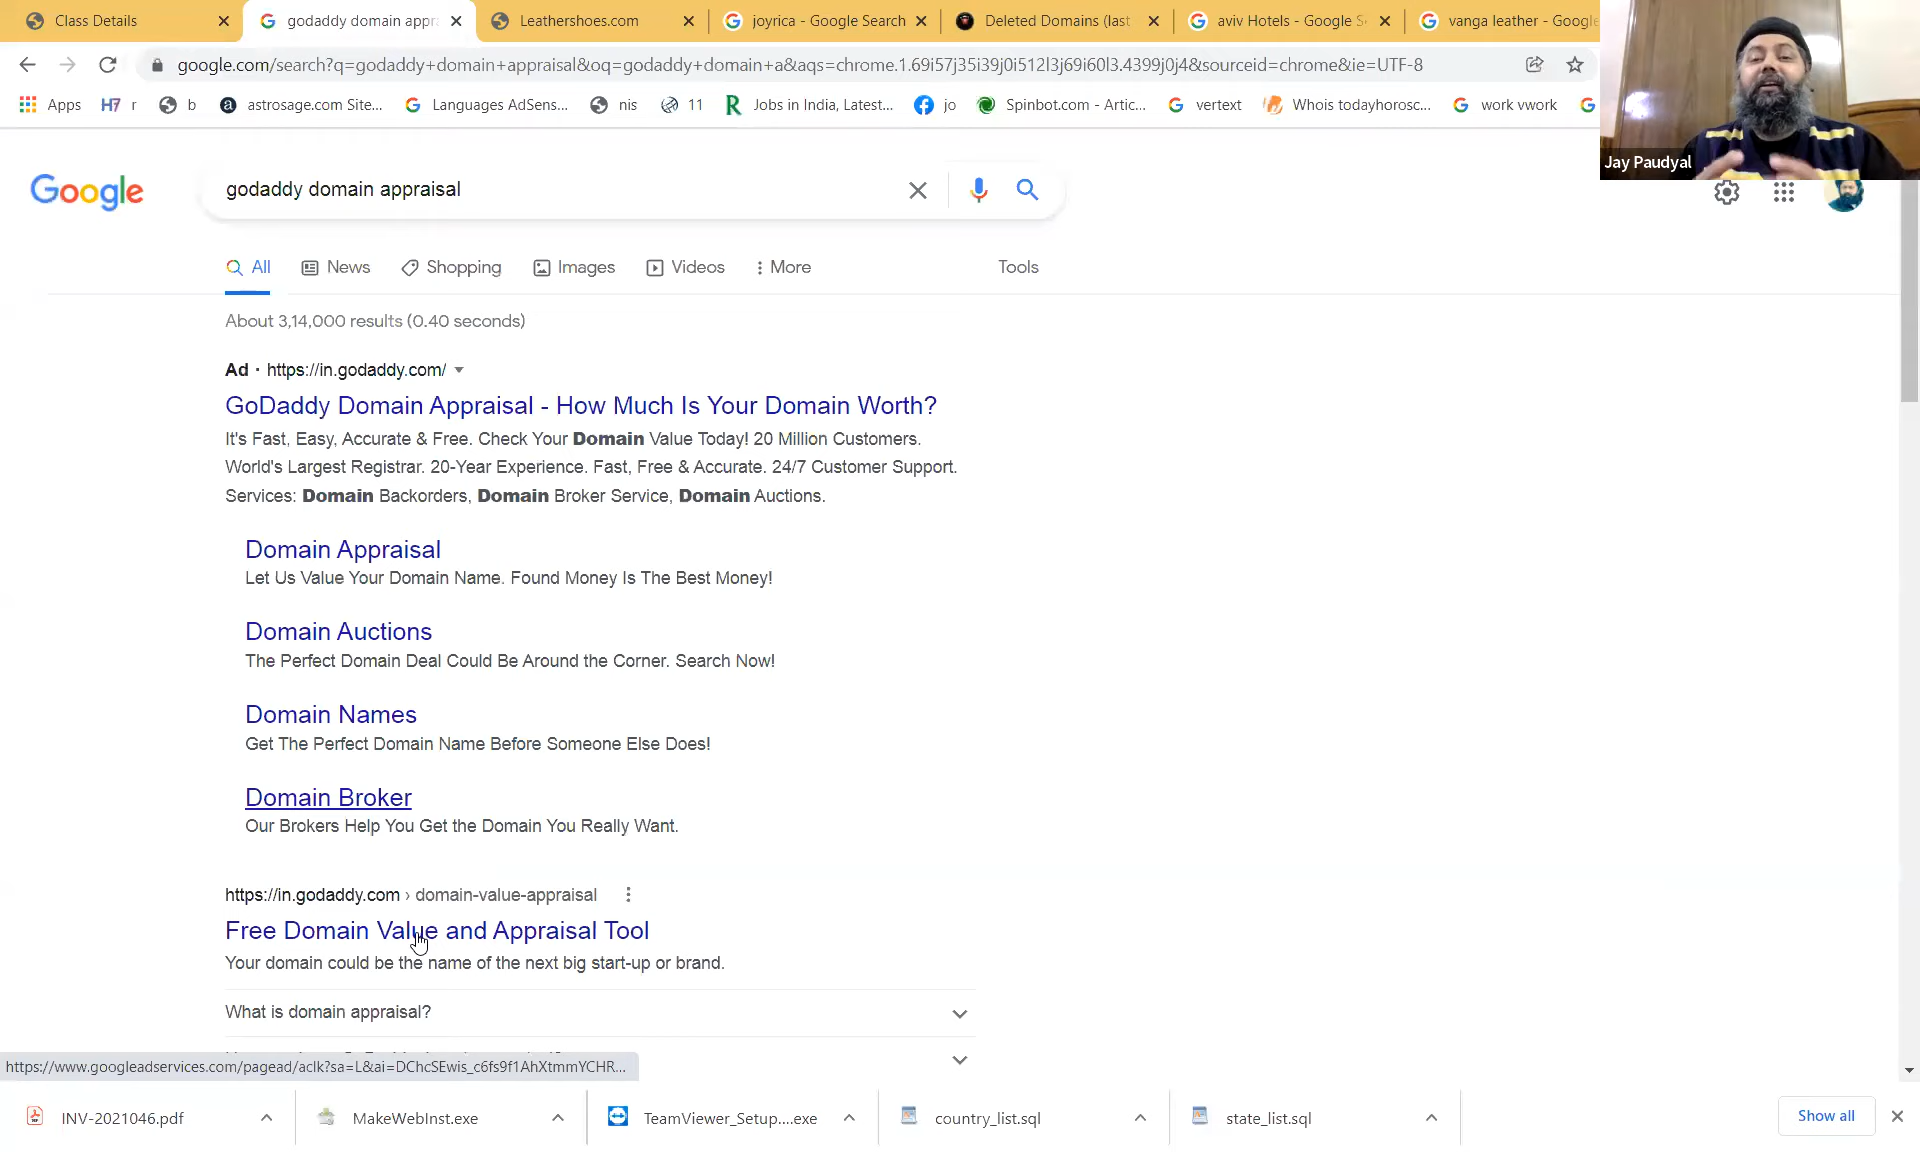 Class Details
godaddy domain appra
Leathershoes.com
joyrica - Google Search
Deleted Domains (last
aviv Hotels - Google S
vanga leather - Google
google.com/search?q=godaddy+domain+appraisal&oq=godaddy+domain+a&aqs=chrome.1.69i57j35i39j0i512l3j69i60l3.4399j0j4&sourceid=chrome&ie=UTF-8
Apps
H7 r
b
a astrosage.com Site...
Languages AdSens...
nis
11
R Jobs in India, Latest...
jo
Spinbot.com - Artic...
vertext
Whois todayhorosc...
work vwork
Jay Paudyal
Google
godaddy domain appraisal
All
News
Shopping
Images
Videos
More
Tools
About 3,14,000 results (0.40 seconds)
Ad · https://in.godaddy.com/
GoDaddy Domain Appraisal - How Much Is Your Domain Worth?
It's Fast, Easy, Accurate & Free. Check Your Domain Value Today! 20 Million Customers.
World's Largest Registrar. 20-Year Experience. Fast, Free & Accurate. 24/7 Customer Support.
Services: Domain Backorders, Domain Broker Service, Domain Auctions.
Domain Appraisal
Let Us Value Your Domain Name. Found Money Is The Best Money!
Domain Auctions
The Perfect Domain Deal Could Be Around the Corner. Search Now!
Domain Names
Get The Perfect Domain Name Before Someone Else Does!
Domain Broker
Our Brokers Help You Get the Domain You Really Want.
https://in.godaddy.com › domain-value-appraisal
Free Domain Value and Appraisal Tool
Your domain could be the name of the next big start-up or brand.
What is domain appraisal?
https://www.googleadservices.com/pagead/aclk?sa=L&ai=DChcSEwis_c6fs9f1AhXtmmYCHR...
INV-2021046.pdf
MakeWebInst.exe
TeamViewer_Setup....exe
country_list.sql
state_list.sql
Show all